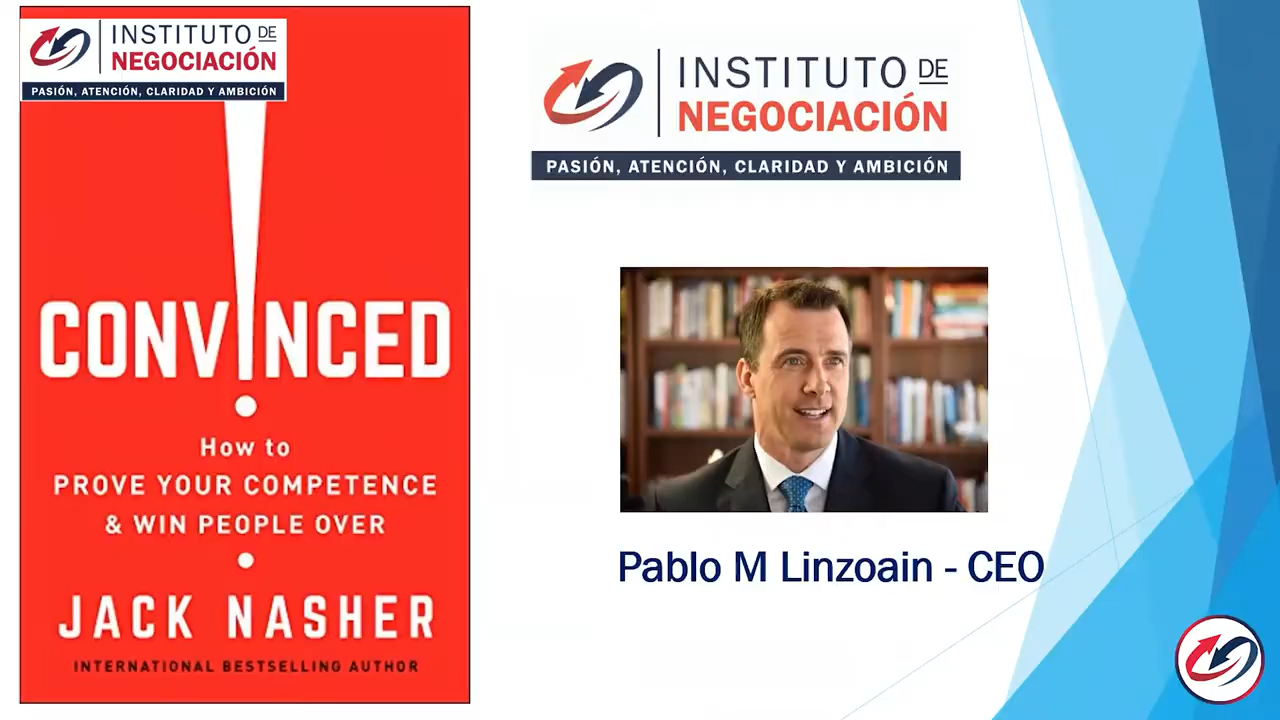 INSTITUTO DE
NEGOCIACIÓN
PASIÓN, ATENCIÓN, CLARIDAD Y AMBICIÓN
CONVINCED
How to
PROVE YOUR COMPETENCE
& WIN PEOPLE OVER
JACK NASHER
INTERNATIONAL BESTSELLING AUTHOR
INSTITUTO DE
NEGOCIACIÓN
PASIÓN, ATENCIÓN, CLARIDAD Y AMBICIÓN
Pablo M Linzoain - CEO